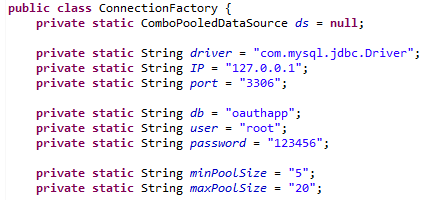 public class ConnectionFactory {
private static ComboPooledDataSource ds = null;
private static String driver = "com.mysql.jdbc.Driver";
private static String IP = "127.0.0.1";
private static String port = "3306";
private static String db = "oauthapp";
private static String user = "root";
private static String password = "123456";
private static String minPoolSize = "5";
private static String maxPoolSize = "20";